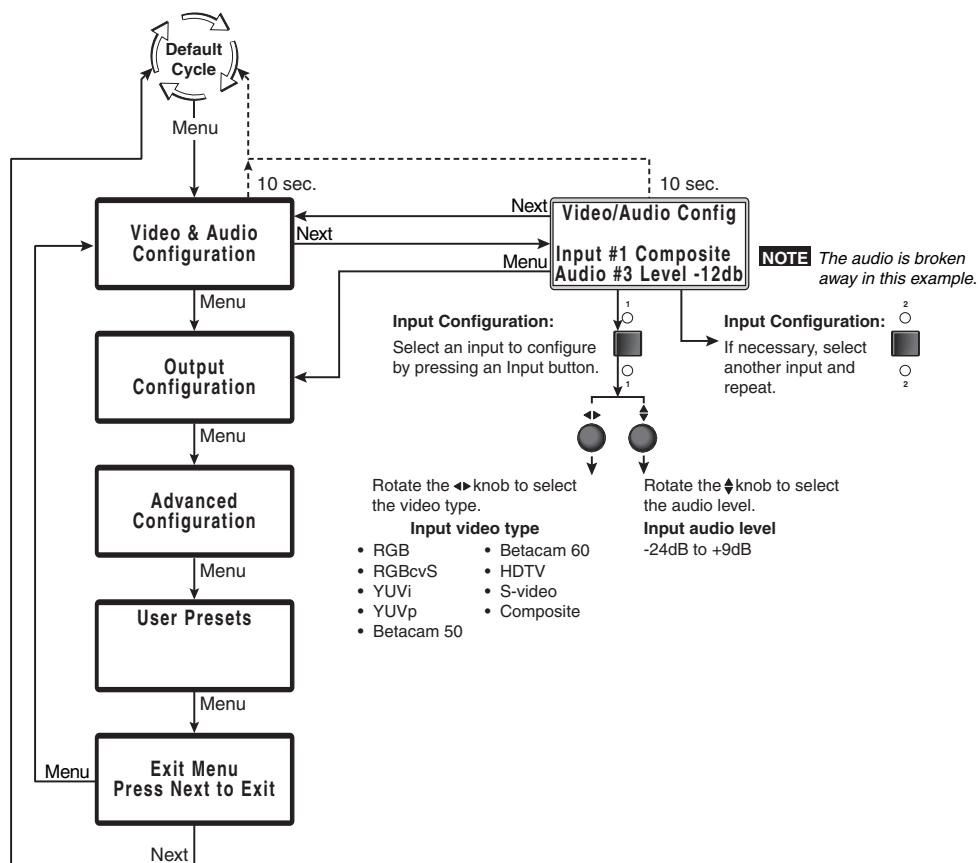 Default
Cycle
Menu
10 sec.
10 sec.
Video & Audio
Configuration
Next
Next
Menu
Video/Audio Config
Input #1 Composite
Audio #3 Level -12db
NOTE The audio is broken
away in this example.
Menu
Input Configuration:
Select an input to configure
by pressing an Input button.
1
1
Input Configuration:
If necessary, select
another input and
repeat.
2
2
Output
Configuration
Menu
Rotate the ◂▸ knob to select
the video type.
Input video type
• RGB
• RGBcvS
• YUVi
• YUVp
• Betacam 50
• Betacam 60
• HDTV
• S-video
• Composite
Rotate the ▲▼ knob to select
the audio level.
Input audio level
-24dB to +9dB
Advanced
Configuration
Menu
User Presets
Menu
Exit Menu
Press Next to Exit
Menu
Next